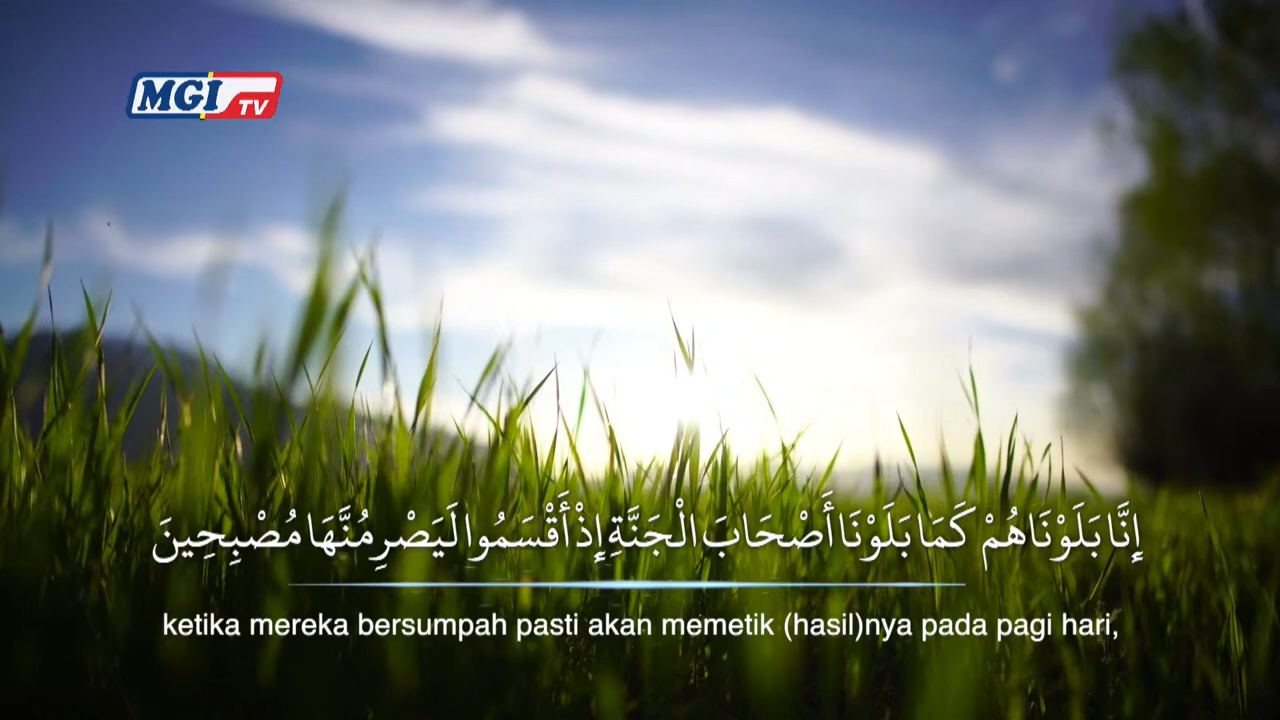 MGI TV
إِنَّا بَلَوْنَاهُمْ كَمَا بَلَوْنَا أَصْحَابَ الْجَنَّةِ إِذْ أَقْسَمُوا لَيَصْرِمُنَّهَا مُصْبِحِينَ
ketika mereka bersumpah pasti akan memetik (hasil)nya pada pagi hari,